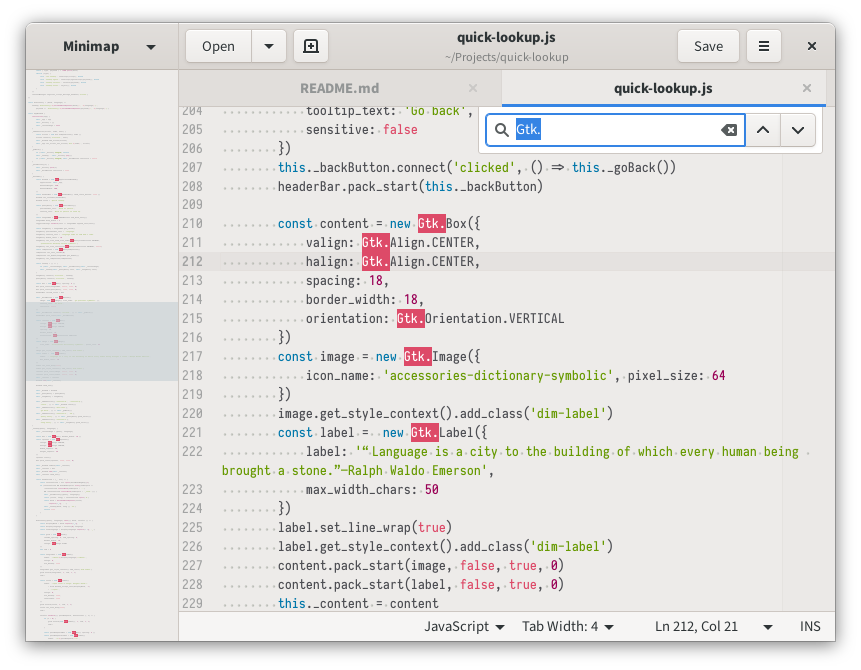 Minimap
Open
quick-lookup.js
~/Projects/quick-lookup
Save
README.md
quick-lookup.js
Gtk.
204 tooltip_text: 'Go back',
205 sensitive: false
206 })
207 this._backButton.connect('clicked', () => this._goBack())
208 headerBar.pack_start(this._backButton)
209
210 const content = new Gtk.Box({
211 valign: Gtk.Align.CENTER,
212 halign: Gtk.Align.CENTER,
213 spacing: 18,
214 border_width: 18,
215 orientation: Gtk.Orientation.VERTICAL
216 })
217 const image = new Gtk.Image({
218 icon_name: 'accessories-dictionary-symbolic', pixel_size: 64
219 })
220 image.get_style_context().add_class('dim-label')
221 const label = new Gtk.Label({
222 label: '“ Language is a city to the building of which every human being
brought a stone.”—Ralph Waldo Emerson',
223 max_width_chars: 50
224 })
225 label.set_line_wrap(true)
226 label.get_style_context().add_class('dim-label')
227 content.pack_start(image, false, true, 0)
228 content.pack_start(label, false, true, 0)
229 this._content = content
JavaScript Tab Width: 4 Ln 212, Col 21 INS